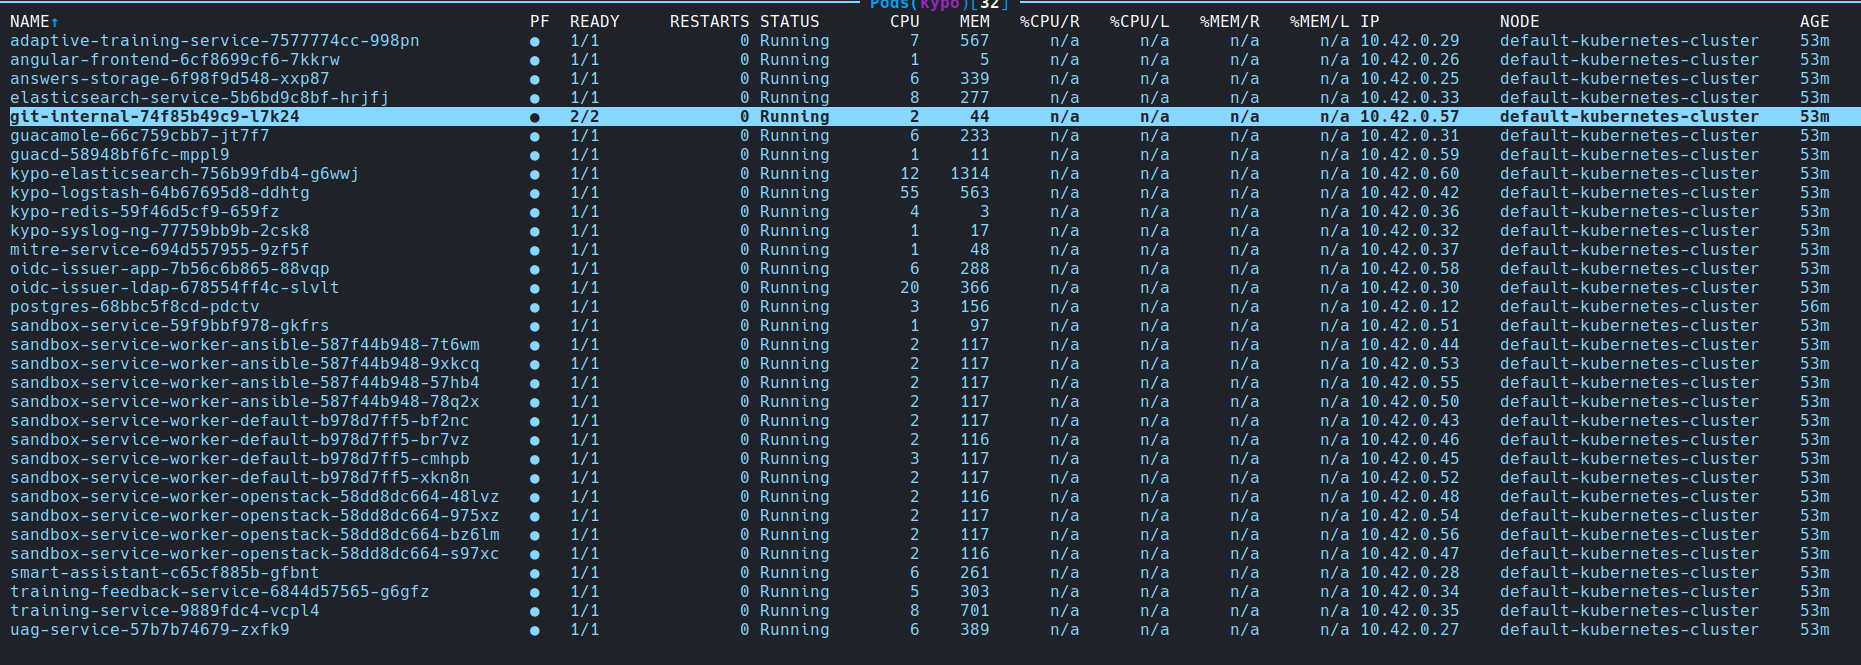 Pods(kypo)[32]
NAME↑ PF READY RESTARTS STATUS CPU MEM %CPU/R %CPU/L %MEM/R %MEM/L IP NODE AGE
adaptive-training-service-7577774cc-998pn ● 1/1 0 Running 7 567 n/a n/a n/a n/a 10.42.0.29 default-kubernetes-cluster 53m
angular-frontend-6cf8699cf6-7kkrw ● 1/1 0 Running 1 5 n/a n/a n/a n/a 10.42.0.26 default-kubernetes-cluster 53m
answers-storage-6f98f9d548-xxp87 ● 1/1 0 Running 6 339 n/a n/a n/a n/a 10.42.0.25 default-kubernetes-cluster 53m
elasticsearch-service-5b6bd9c8bf-hrjfj ● 1/1 0 Running 8 277 n/a n/a n/a n/a 10.42.0.33 default-kubernetes-cluster 53m
git-internal-74f85b49c9-l7k24 ● 2/2 0 Running 2 44 n/a n/a n/a n/a 10.42.0.57 default-kubernetes-cluster 53m
guacamole-66c759cbb7-jt7f7 ● 1/1 0 Running 6 233 n/a n/a n/a n/a 10.42.0.31 default-kubernetes-cluster 53m
guacd-58948bf6fc-mppl9 ● 1/1 0 Running 1 11 n/a n/a n/a n/a 10.42.0.59 default-kubernetes-cluster 53m
kypo-elasticsearch-756b99fdb4-g6wwj ● 1/1 0 Running 12 1314 n/a n/a n/a n/a 10.42.0.60 default-kubernetes-cluster 53m
kypo-logstash-64b67695d8-ddhtg ● 1/1 0 Running 55 563 n/a n/a n/a n/a 10.42.0.42 default-kubernetes-cluster 53m
kypo-redis-59f46d5cf9-659fz ● 1/1 0 Running 4 3 n/a n/a n/a n/a 10.42.0.36 default-kubernetes-cluster 53m
kypo-syslog-ng-77759bb9b-2csk8 ● 1/1 0 Running 1 17 n/a n/a n/a n/a 10.42.0.32 default-kubernetes-cluster 53m
mitre-service-694d557955-9zf5f ● 1/1 0 Running 1 48 n/a n/a n/a n/a 10.42.0.37 default-kubernetes-cluster 53m
oidc-issuer-app-7b56c6b865-88vqp ● 1/1 0 Running 6 288 n/a n/a n/a n/a 10.42.0.58 default-kubernetes-cluster 53m
oidc-issuer-ldap-678554ff4c-slvlt ● 1/1 0 Running 20 366 n/a n/a n/a n/a 10.42.0.30 default-kubernetes-cluster 53m
postgres-68bbc5f8cd-pdctv ● 1/1 0 Running 3 156 n/a n/a n/a n/a 10.42.0.12 default-kubernetes-cluster 56m
sandbox-service-59f9bbf978-gkfrs ● 1/1 0 Running 1 97 n/a n/a n/a n/a 10.42.0.51 default-kubernetes-cluster 53m
sandbox-service-worker-ansible-587f44b948-7t6wm ● 1/1 0 Running 2 117 n/a n/a n/a n/a 10.42.0.44 default-kubernetes-cluster 53m
sandbox-service-worker-ansible-587f44b948-9xkcq ● 1/1 0 Running 2 117 n/a n/a n/a n/a 10.42.0.53 default-kubernetes-cluster 53m
sandbox-service-worker-ansible-587f44b948-57hb4 ● 1/1 0 Running 2 117 n/a n/a n/a n/a 10.42.0.55 default-kubernetes-cluster 53m
sandbox-service-worker-ansible-587f44b948-78q2x ● 1/1 0 Running 2 117 n/a n/a n/a n/a 10.42.0.50 default-kubernetes-cluster 53m
sandbox-service-worker-default-b978d7ff5-bf2nc ● 1/1 0 Running 2 117 n/a n/a n/a n/a 10.42.0.43 default-kubernetes-cluster 53m
sandbox-service-worker-default-b978d7ff5-br7vz ● 1/1 0 Running 2 116 n/a n/a n/a n/a 10.42.0.46 default-kubernetes-cluster 53m
sandbox-service-worker-default-b978d7ff5-cmhpb ● 1/1 0 Running 3 117 n/a n/a n/a n/a 10.42.0.45 default-kubernetes-cluster 53m
sandbox-service-worker-default-b978d7ff5-xkn8n ● 1/1 0 Running 2 117 n/a n/a n/a n/a 10.42.0.52 default-kubernetes-cluster 53m
sandbox-service-worker-openstack-58dd8dc664-48lvz ● 1/1 0 Running 2 116 n/a n/a n/a n/a 10.42.0.48 default-kubernetes-cluster 53m
sandbox-service-worker-openstack-58dd8dc664-975xz ● 1/1 0 Running 2 117 n/a n/a n/a n/a 10.42.0.54 default-kubernetes-cluster 53m
sandbox-service-worker-openstack-58dd8dc664-bz6lm ● 1/1 0 Running 2 117 n/a n/a n/a n/a 10.42.0.56 default-kubernetes-cluster 53m
sandbox-service-worker-openstack-58dd8dc664-s97xc ● 1/1 0 Running 2 116 n/a n/a n/a n/a 10.42.0.47 default-kubernetes-cluster 53m
smart-assistant-c65cf885b-gfbnt ● 1/1 0 Running 6 261 n/a n/a n/a n/a 10.42.0.28 default-kubernetes-cluster 53m
training-feedback-service-6844d57565-g6gfz ● 1/1 0 Running 5 303 n/a n/a n/a n/a 10.42.0.34 default-kubernetes-cluster 53m
training-service-9889fdc4-vcpl4 ● 1/1 0 Running 8 701 n/a n/a n/a n/a 10.42.0.35 default-kubernetes-cluster 53m
uag-service-57b7b74679-zxfk9 ● 1/1 0 Running 6 389 n/a n/a n/a n/a 10.42.0.27 default-kubernetes-cluster 53m